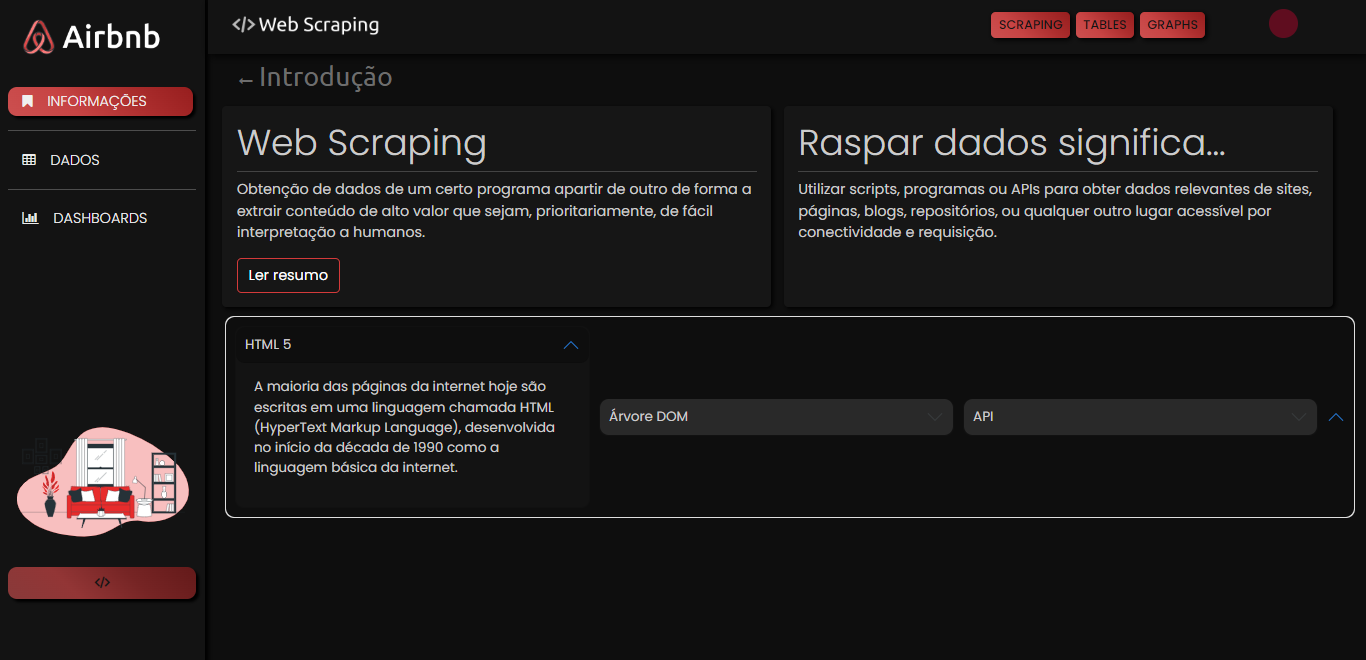 Airbnb
INFORMAÇÕES
DADOS
DASHBOARDS
</>
</> Web Scraping
SCRAPING
TABLES
GRAPHS
←Introdução
Web Scraping
Obtenção de dados de um certo programa apartir de outro de forma a
extrair conteúdo de alto valor que sejam, prioritariamente, de fácil
interpretação a humanos.
Ler resumo
Raspar dados significa...
Utilizar scripts, programas ou APIs para obter dados relevantes de sites,
páginas, blogs, repositórios, ou qualquer outro lugar acessível por
conectividade e requisição.
HTML 5
A maioria das páginas da internet hoje são
escritas em uma linguagem chamada HTML
(HyperText Markup Language), desenvolvida
no início da década de 1990 como a
linguagem básica da internet.
Árvore DOM
API